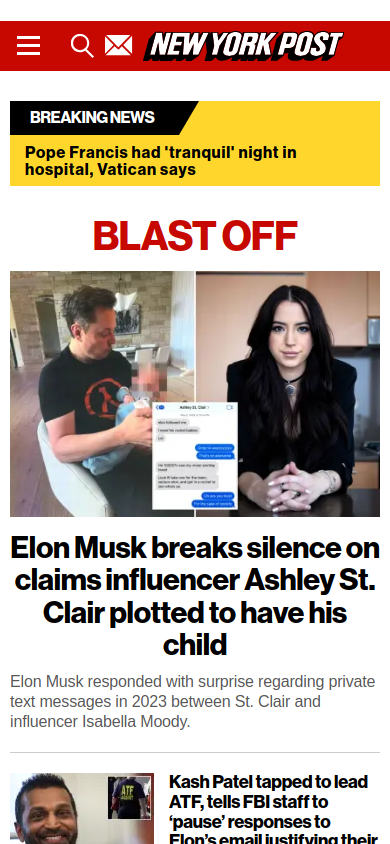 NEW YORK POST
BREAKING NEWS
Pope Francis had 'tranquil' night in
hospital, Vatican says
BLAST OFF
Ashley St. Clair
Elon Musk breaks silence on
claims influencer Ashley St.
Clair plotted to have his
child
Elon Musk responded with surprise regarding private
text messages in 2023 between St. Clair and
influencer Isabella Moody.
ATF
Kash Patel tapped to lead
ATF, tells FBI staff to
‘pause’ responses to
Elon’s email justifying their